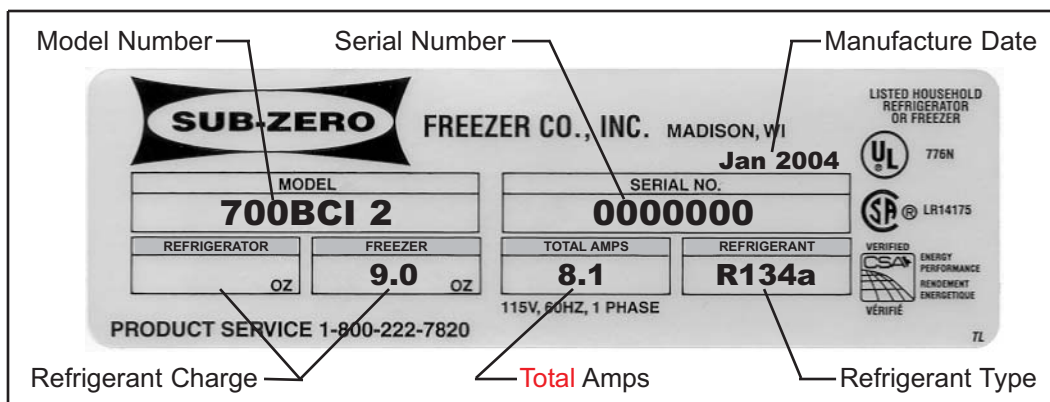 Model Number
Serial Number
Manufacture Date
SUB-ZERO
FREEZER CO., INC. MADISON, WI
Jan 2004
LISTED HOUSEHOLD
REFRIGERATOR
OR FREEZER
UL
®
776N
MODEL
700BCI 2
SERIAL NO.
0000000
SA ® LR14175
REFRIGERATOR
OZ
FREEZER
9.0 OZ
TOTAL AMPS
8.1
REFRIGERANT
R134a
VERIFIED
CSA
VÉRIFIÉ
ENERGY
PERFORMANCE
RENDEMENT
ENERGETIQUE
115V, 60HZ, 1 PHASE
PRODUCT SERVICE 1-800-222-7820
TL
Refrigerant Charge
Total Amps
Refrigerant Type